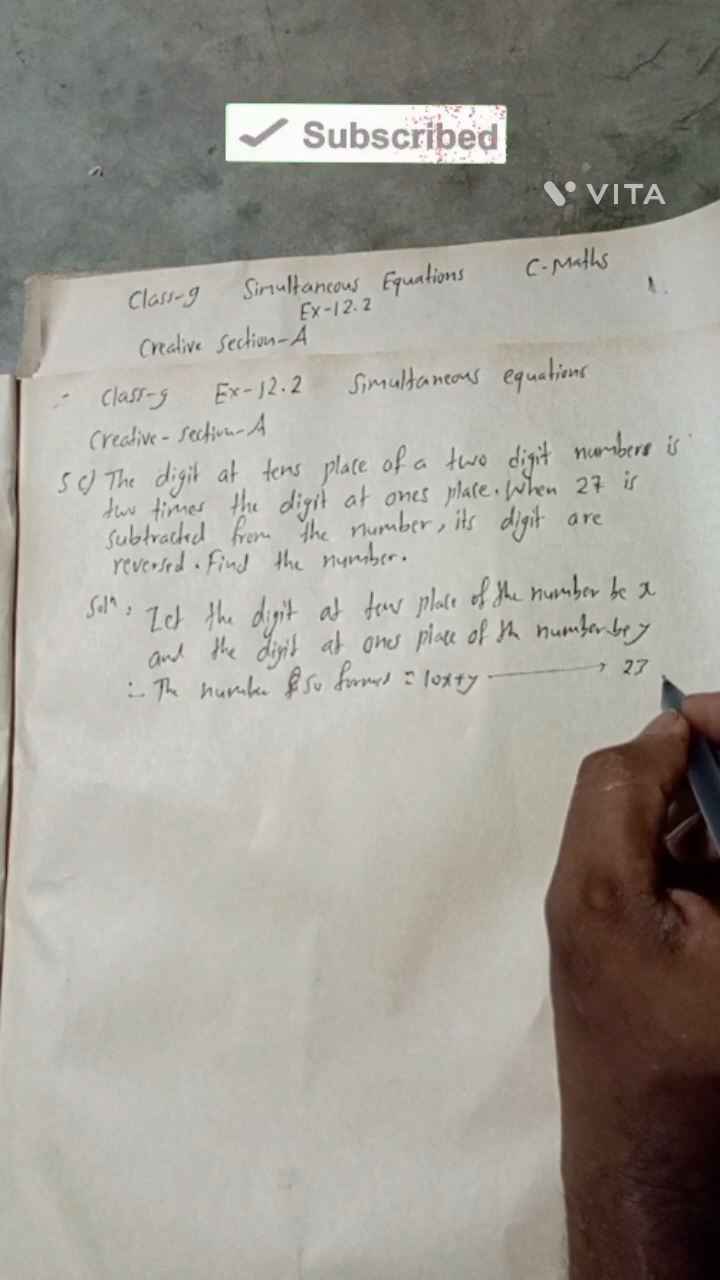 Subscribed
VITA
Class-9 Simultaneous Equations C-Maths
Ex-12.2
Creative Section-A
:- Class-9 Ex-12.2 Simultaneous equations
Creative-section-A
5 c) The digit at tens place of a two digit numbers is
two times the digit at ones place. When 27 is
subtracted from the number, its digit are
reversed. Find the number.
Solⁿ: Let the digit at tens place of the number be x
and the digit at ones place of the number be y
∴ The number so formed = 10x+y → 23